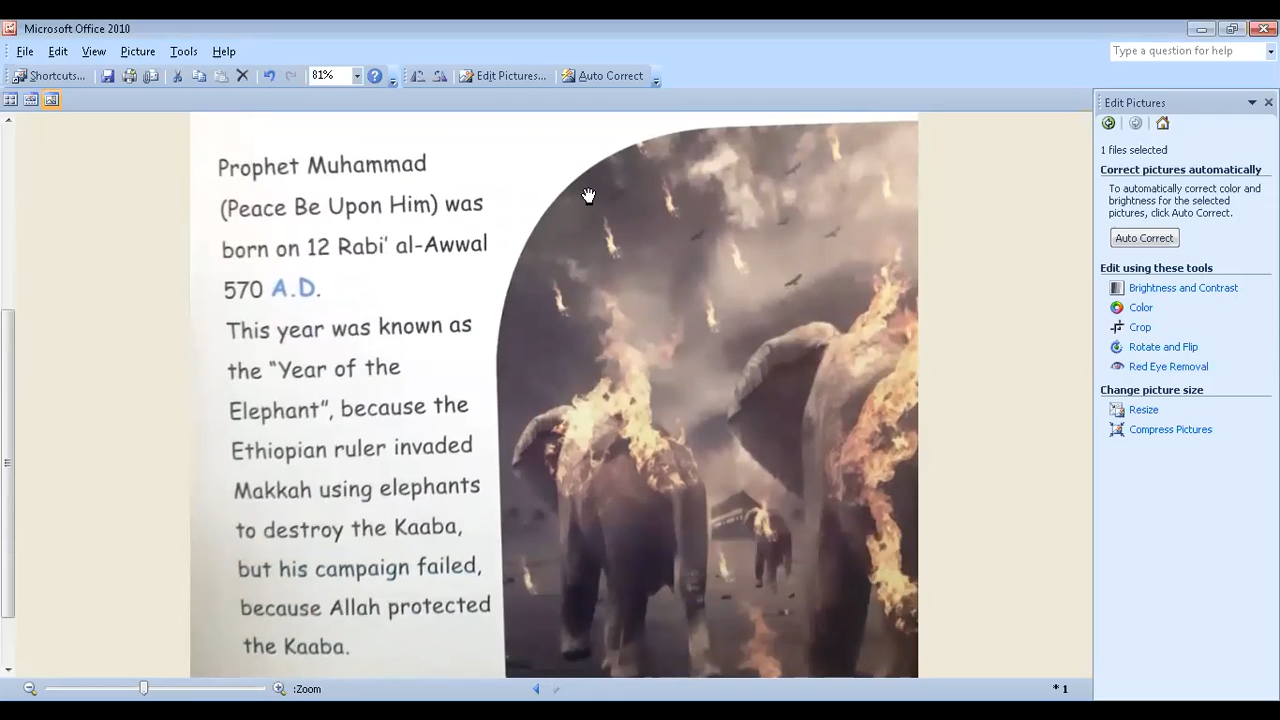 Microsoft Office 2010
File Edit View Picture Tools Help
Type a question for help
Shortcuts... 81% Edit Pictures... Auto Correct
Edit Pictures
1 files selected
Correct pictures automatically
To automatically correct color and
brightness for the selected
pictures, click Auto Correct.
Auto Correct
Edit using these tools
Brightness and Contrast
Color
Crop
Rotate and Flip
Red Eye Removal
Change picture size
Resize
Compress Pictures
Prophet Muhammad
(Peace Be Upon Him) was
born on 12 Rabi' al-Awwal
570 A.D.
This year was known as
the "Year of the
Elephant", because the
Ethiopian ruler invaded
Makkah using elephants
to destroy the Kaaba,
but his campaign failed,
because Allah protected
the Kaaba.
:Zoom
* 1